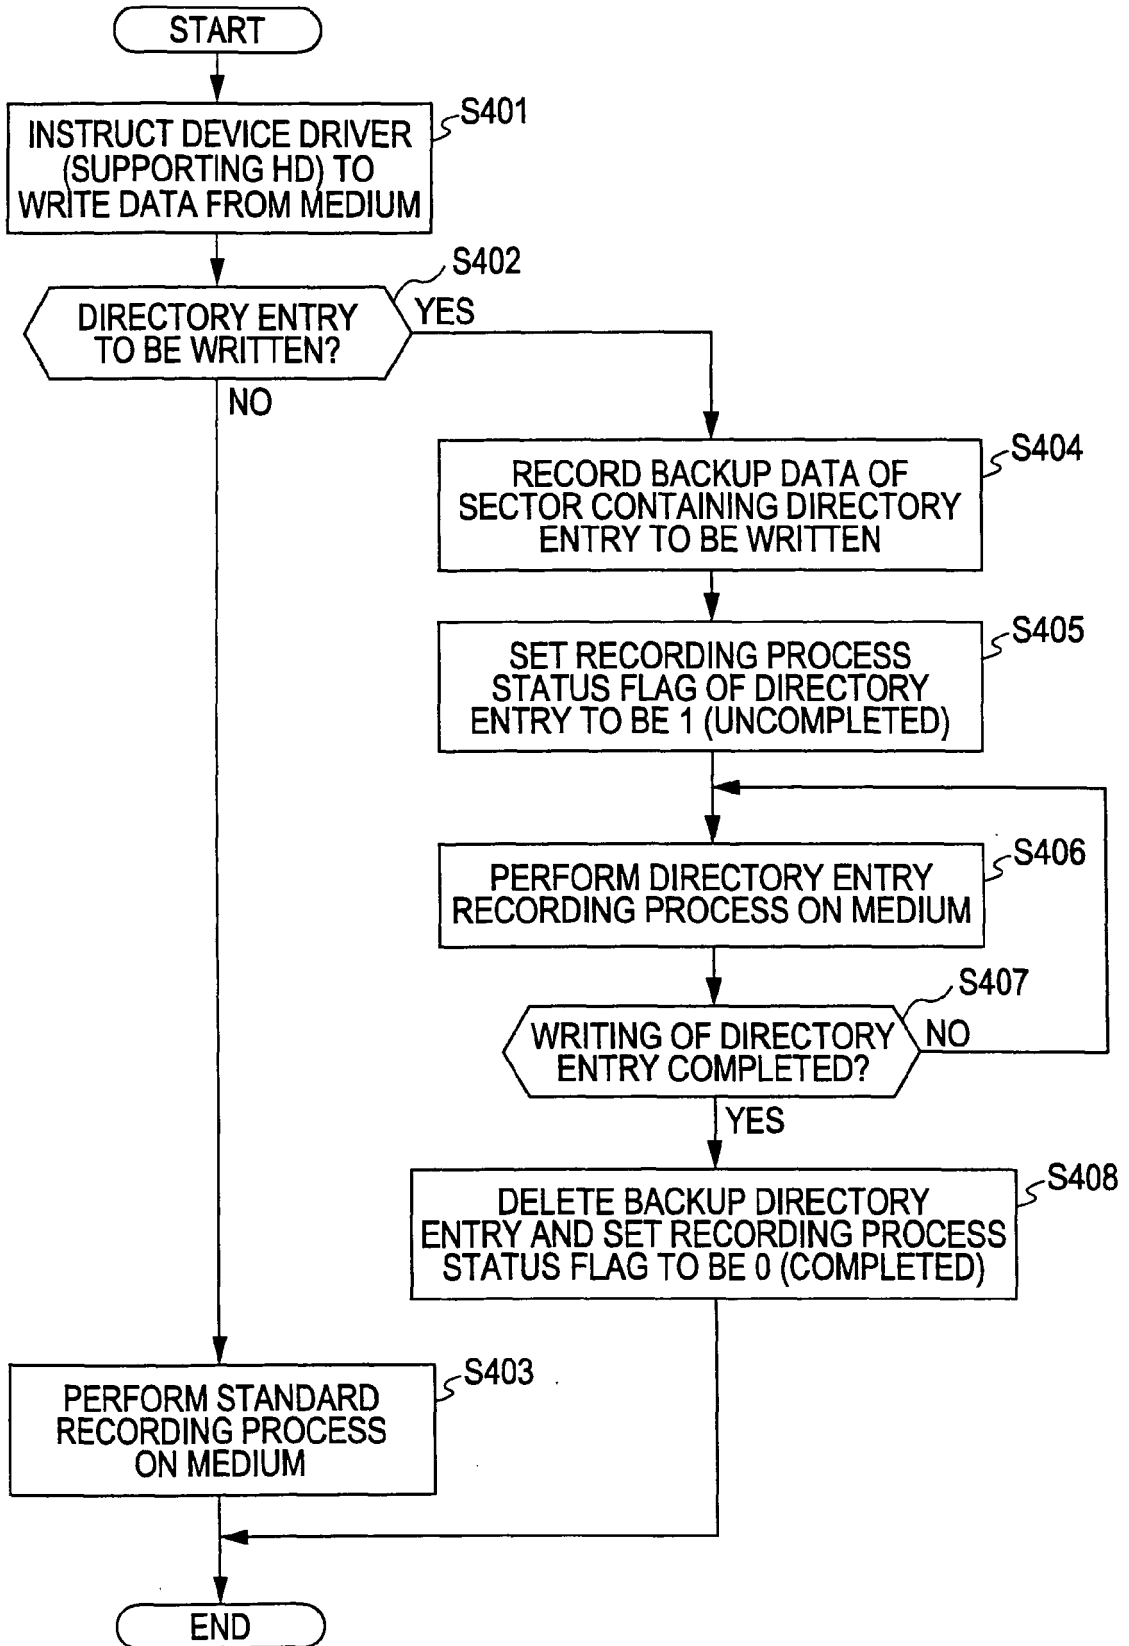 START
S401
INSTRUCT DEVICE DRIVER
(SUPPORTING HD) TO
WRITE DATA FROM MEDIUM
S402
DIRECTORY ENTRY
TO BE WRITTEN?
YES
NO
S404
RECORD BACKUP DATA OF
SECTOR CONTAINING DIRECTORY
ENTRY TO BE WRITTEN
S405
SET RECORDING PROCESS
STATUS FLAG OF DIRECTORY
ENTRY TO BE 1 (UNCOMPLETED)
S406
PERFORM DIRECTORY ENTRY
RECORDING PROCESS ON MEDIUM
S407
WRITING OF DIRECTORY
ENTRY COMPLETED?
NO
YES
S408
DELETE BACKUP DIRECTORY
ENTRY AND SET RECORDING PROCESS
STATUS FLAG TO BE 0 (COMPLETED)
S403
PERFORM STANDARD
RECORDING PROCESS
ON MEDIUM
END